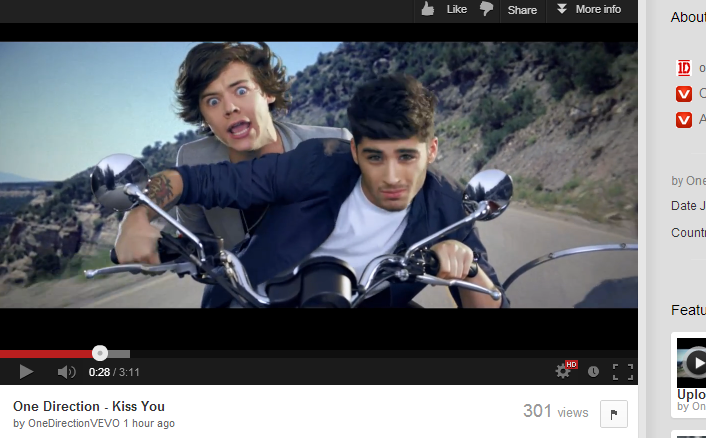 Like
Share
More info
About
1D
by One
Date J
Countr
Featu
Uplo
by On
HD
0:28 / 3:11
One Direction - Kiss You
by OneDirectionVEVO 1 hour ago
301 views